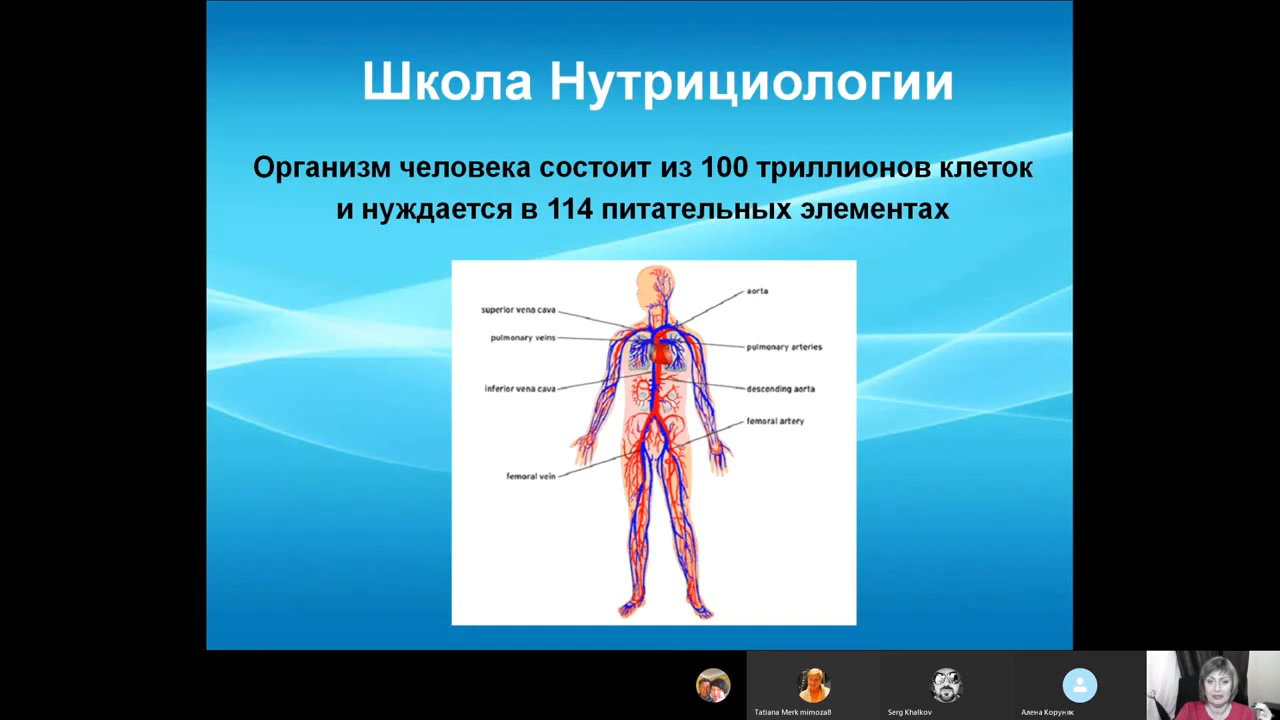 Школа Нутрициологии
Организм человека состоит из 100 триллионов клеток
и нуждается в 114 питательных элементах
aorta
superior vena cava
pulmonary veins
pulmonary arteries
inferior vena cava
descending aorta
femoral artery
femoral vein
Tatiana Merk mimoza8
Serg Khalkov
Алена Коруняк